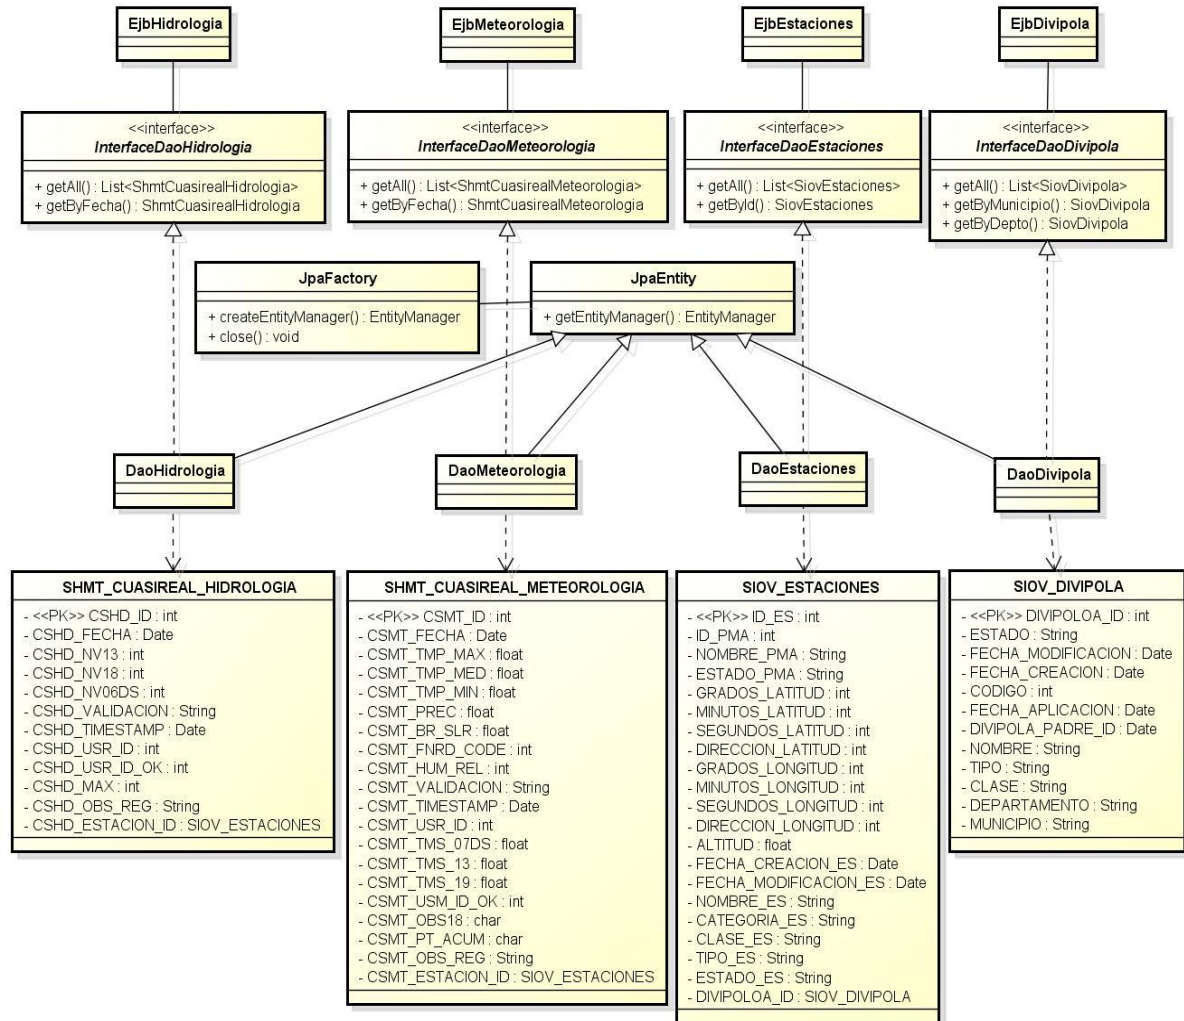 EjbHidrologia
EjbMeteorologia
EjbEstaciones
EjbDivipola
<<interface>>
InterfaceDaoHidrologia
+ getAll() : List<ShmtCuasirealHidrologia>
+ getByFecha() : ShmtCuasirealHidrologia
<<interface>>
InterfaceDaoMeteorologia
+ getAll() : List<ShmtCuasirealMeteorologia>
+ getByFecha() : ShmtCuasirealMeteorologia
<<interface>>
InterfaceDaoEstaciones
+ getAll() : List<SiovEstaciones>
+ getById() : SiovEstaciones
<<interface>>
InterfaceDaoDivipola
+ getAll() : List<SiovDivipola>
+ getByMunicipio() : SiovDivipola
+ getByDepto() : SiovDivipola
JpaFactory
+ createEntityManager() : EntityManager
+ close() : void
JpaEntity
+ getEntityManager() : EntityManager
DaoHidrologia
DaoMeteorologia
DaoEstaciones
DaoDivipola
SHMT_CUASIREAL_HIDROLOGIA
- <<PK>> CSHD_ID : int
- CSHD_FECHA : Date
- CSHD_NV13 : int
- CSHD_NV18 : int
- CSHD_NV06DS : int
- CSHD_VALIDACION : String
- CSHD_TIMESTAMP : Date
- CSHD_USR_ID : int
- CSHD_USR_ID_OK : int
- CSHD_MAX : int
- CSHD_OBS_REG : String
- CSHD_ESTACION_ID : SIOV_ESTACIONES
SHMT_CUASIREAL_METEOROLOGIA
- <<PK>> CSMT_ID : int
- CSMT_FECHA : Date
- CSMT_TMP_MAX : float
- CSMT_TMP_MED : float
- CSMT_TMP_MIN : float
- CSMT_PREC : float
- CSMT_BR_SLR : float
- CSMT_FNRD_CODE : int
- CSMT_HUM_REL : int
- CSMT_VALIDACION : String
- CSMT_TIMESTAMP : Date
- CSMT_USR_ID : int
- CSMT_TMS_07DS : float
- CSMT_TMS_13 : float
- CSMT_TMS_19 : float
- CSMT_USM_ID_OK : int
- CSMT_OBS18 : char
- CSMT_PT_ACUM : char
- CSMT_OBS_REG : String
- CSMT_ESTACION_ID : SIOV_ESTACIONES
SIOV_ESTACIONES
- <<PK>> ID_ES : int
- ID_PMA : int
- NOMBRE_PMA : String
- ESTADO_PMA : String
- GRADOS_LATITUD : int
- MINUTOS_LATITUD : int
- SEGUNDOS_LATITUD : int
- DIRECCION_LATITUD : int
- GRADOS_LONGITUD : int
- MINUTOS_LONGITUD : int
- SEGUNDOS_LONGITUD : int
- DIRECCION_LONGITUD : int
- ALTITUD : float
- FECHA_CREACION_ES : Date
- FECHA_MODIFICACION_ES : Date
- NOMBRE_ES : String
- CATEGORIA_ES : String
- CLASE_ES : String
- TIPO_ES : String
- ESTADO_ES : String
- DIVIPOLOA_ID : SIOV_DIVIPOLA
SIOV_DIVIPOLA
- <<PK>> DIVIPOLOA_ID : int
- ESTADO : String
- FECHA_MODIFICACION : Date
- FECHA_CREACION : Date
- CODIGO : int
- FECHA_APLICACION : Date
- DIVIPOLA_PADRE_ID : Date
- NOMBRE : String
- TIPO : String
- CLASE : String
- DEPARTAMENTO : String
- MUNICIPIO : String